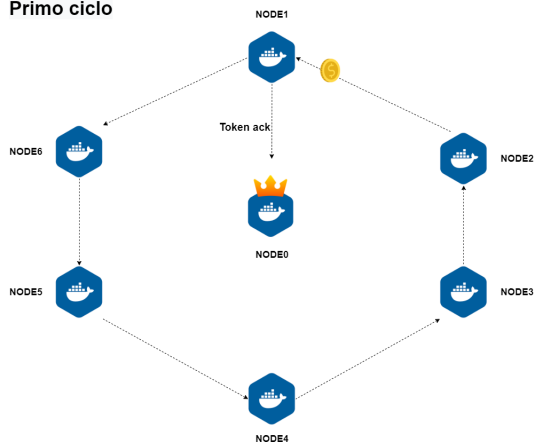 Primo ciclo
NODE1
Token ack
NODE6
NODE2
NODE0
NODE5
NODE3
NODE4